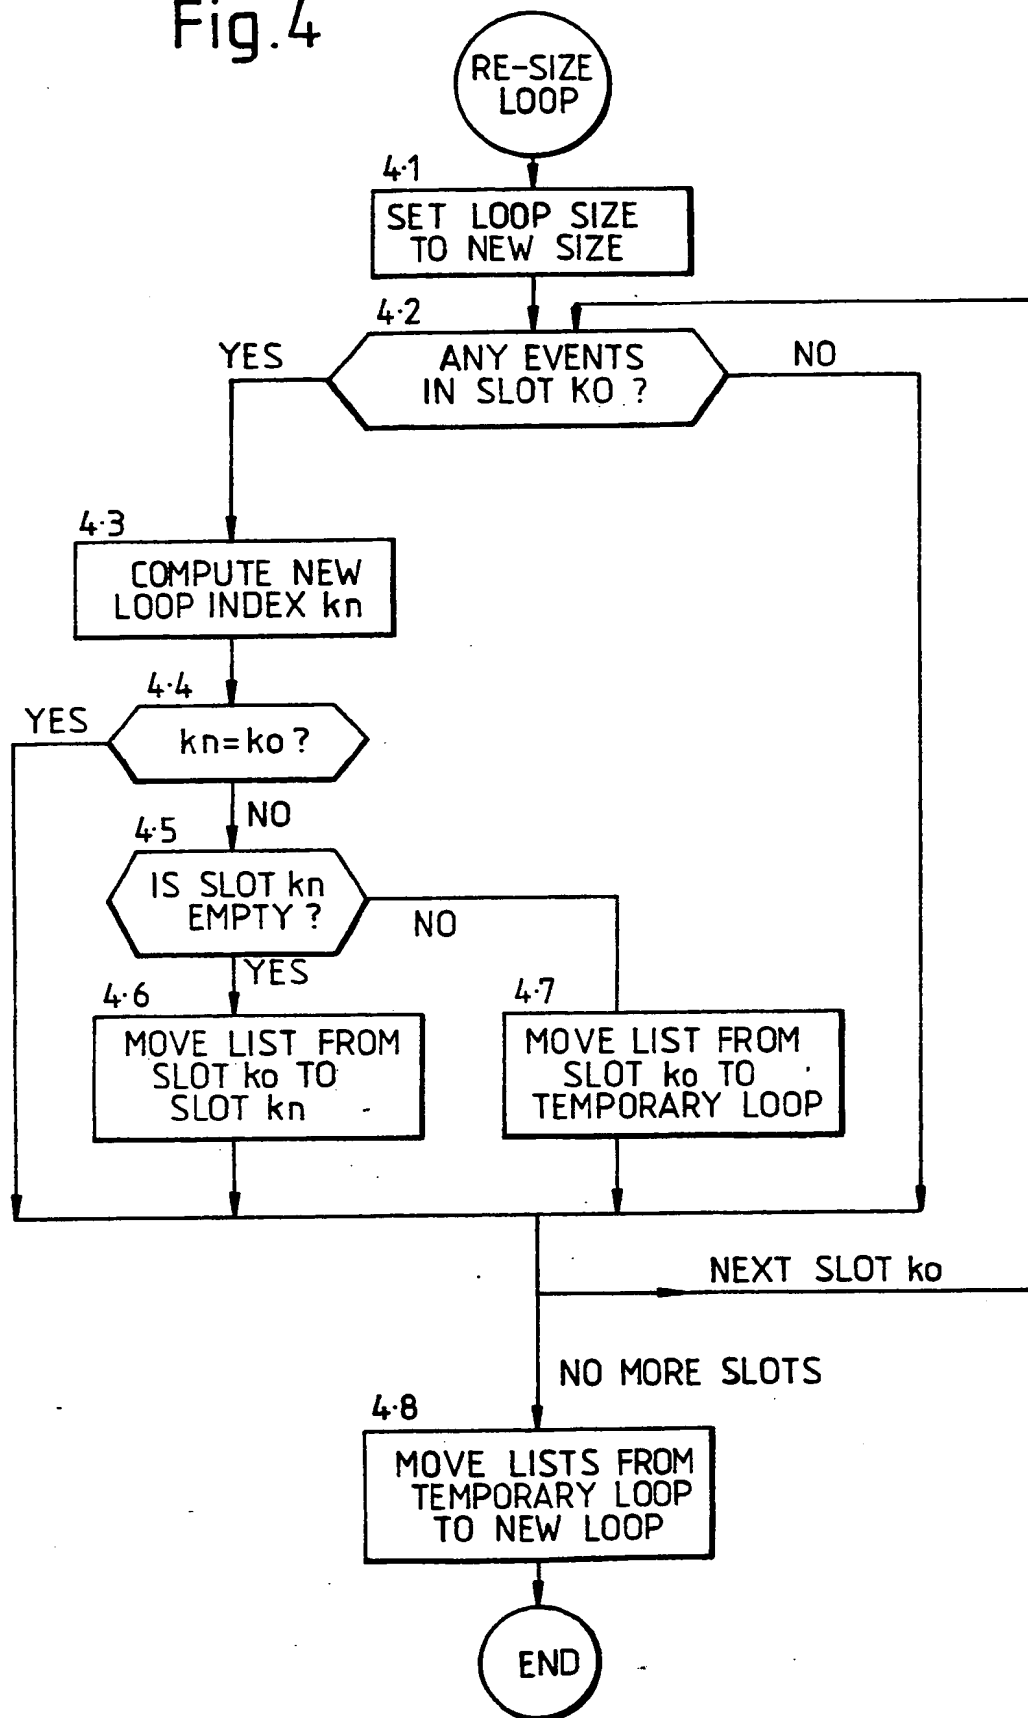 Fig.4
RE-SIZE
LOOP
4·1
SET LOOP SIZE
TO NEW SIZE
4·2
YES
ANY EVENTS
IN SLOT KO ?
NO
4·3
COMPUTE NEW
LOOP INDEX kn
4·4
YES
kn=ko?
NO
4·5
IS SLOT kn
EMPTY ?
NO
YES
4·6
MOVE LIST FROM
SLOT ko TO
SLOT kn
4·7
MOVE LIST FROM
SLOT ko TO
TEMPORARY LOOP
NEXT SLOT ko
NO MORE SLOTS
4·8
MOVE LISTS FROM
TEMPORARY LOOP
TO NEW LOOP
END